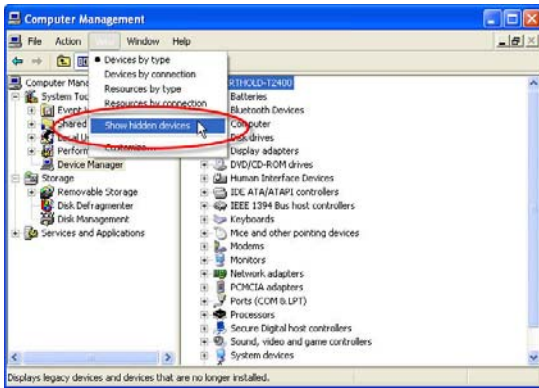 Computer Management
File Action View Window Help
Devices by type
Devices by connection
Resources by type
Resources by connection
Show hidden devices
Customize...
Computer Mana
System Too
Event
Shared
Local U
Perform
Device Manager
Storage
Removable Storage
Disk Defragmenter
Disk Management
Services and Applications
RTHOLD-T2400
Batteries
Bluetooth Devices
Computer
Disk drives
Display adapters
DVD/CD-ROM drives
Human Interface Devices
IDE ATA/ATAPI controllers
IEEE 1394 Bus host controllers
Keyboards
Mice and other pointing devices
Modems
Monitors
Network adapters
PCMCIA adapters
Ports (COM & LPT)
Processors
Secure Digital host controllers
Sound, video and game controllers
System devices
Displays legacy devices and devices that are no longer installed.